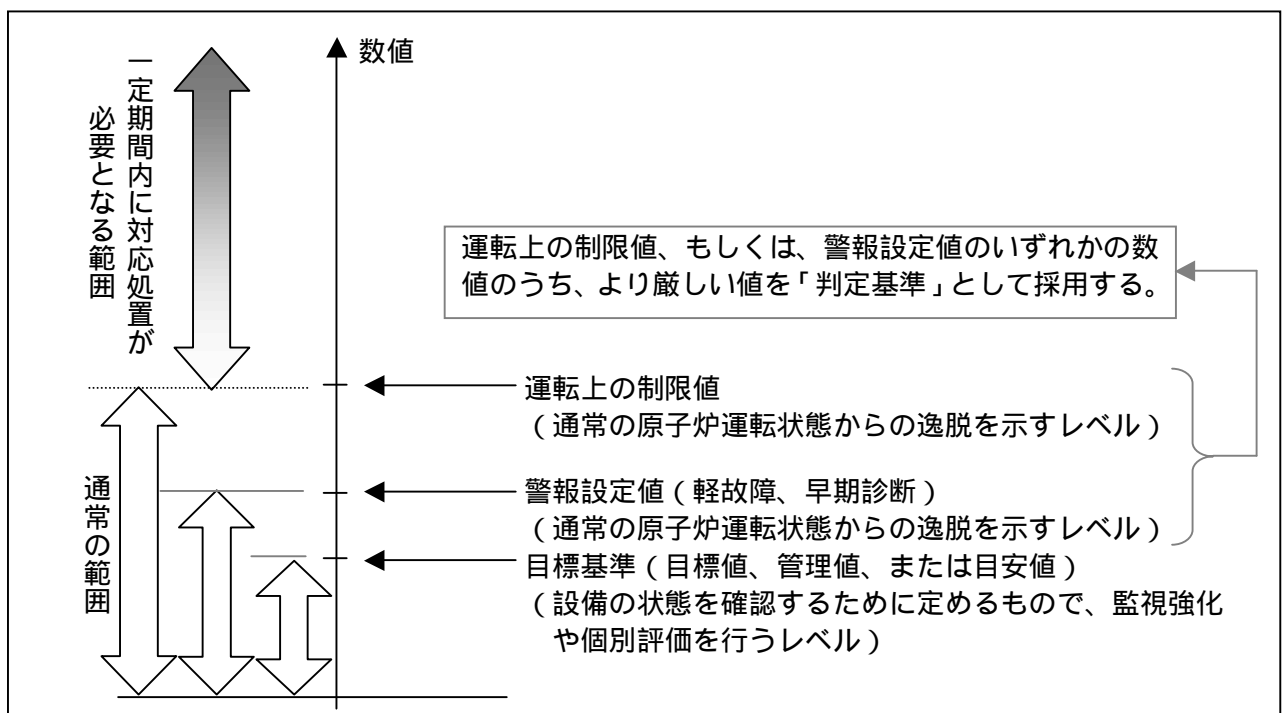 数値
一定期間内に対応処置が
必要となる範囲
運転上の制限値、もしくは、警報設定値のいずれかの数
値のうち、より厳しい値を「判定基準」として採用する。
運転上の制限値
(通常の原子炉運転状態からの逸脱を示すレベル)
警報設定値(軽故障、早期診断)
(通常の原子炉運転状態からの逸脱を示すレベル)
通常の範囲
目標基準(目標値、管理値、または目安値)
(設備の状態を確認するために定めるもので、監視強化
や個別評価を行うレベル)